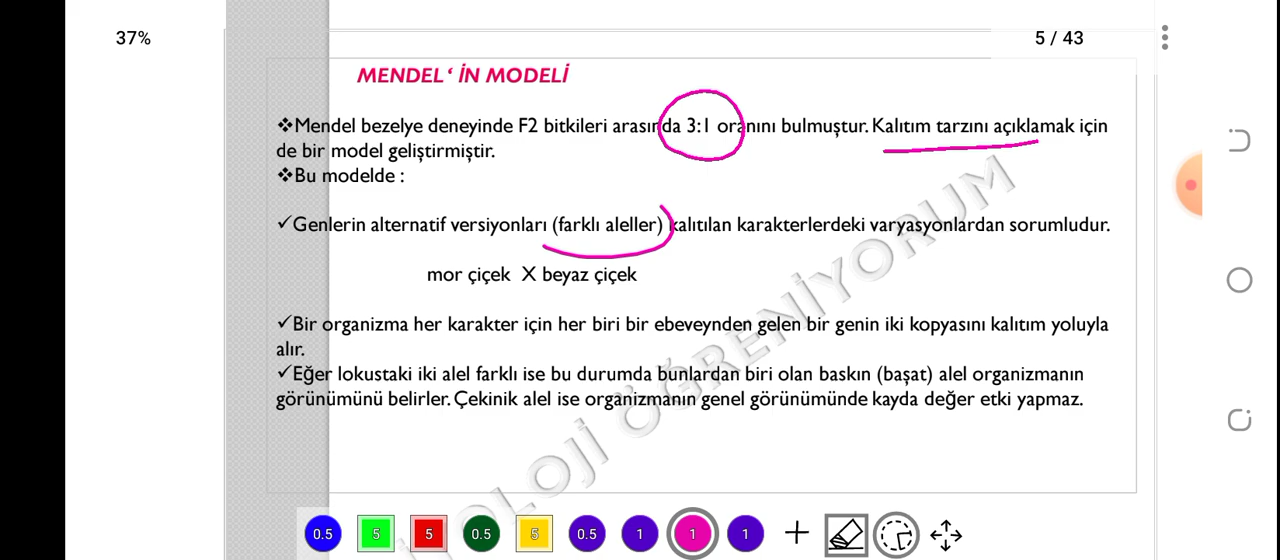 37%
5 / 43
MENDEL‘ İN MODELİ
❖Mendel bezelye deneyinde F2 bitkileri arasında 3:1 oranını bulmuştur. Kalıtım tarzını açıklamak için
de bir model geliştirmiştir.
❖Bu modelde :
✓Genlerin alternatif versiyonları (farklı aleller) kalıtılan karakterlerdeki varyasyonlardan sorumludur.
mor çiçek X beyaz çiçek
✓Bir organizma her karakter için her biri bir ebeveynden gelen bir genin iki kopyasını kalıtım yoluyla
alır.
✓Eğer lokustaki iki alel farklı ise bu durumda bunlardan biri olan baskın (başat) alel organizmanın
görünümünü belirler. Çekinik alel ise organizmanın genel görünümünde kayda değer etki yapmaz.
OLOJİ ÖĞRENİYORUM
0.5 5 5 0.5 5 0.5 1 1 1